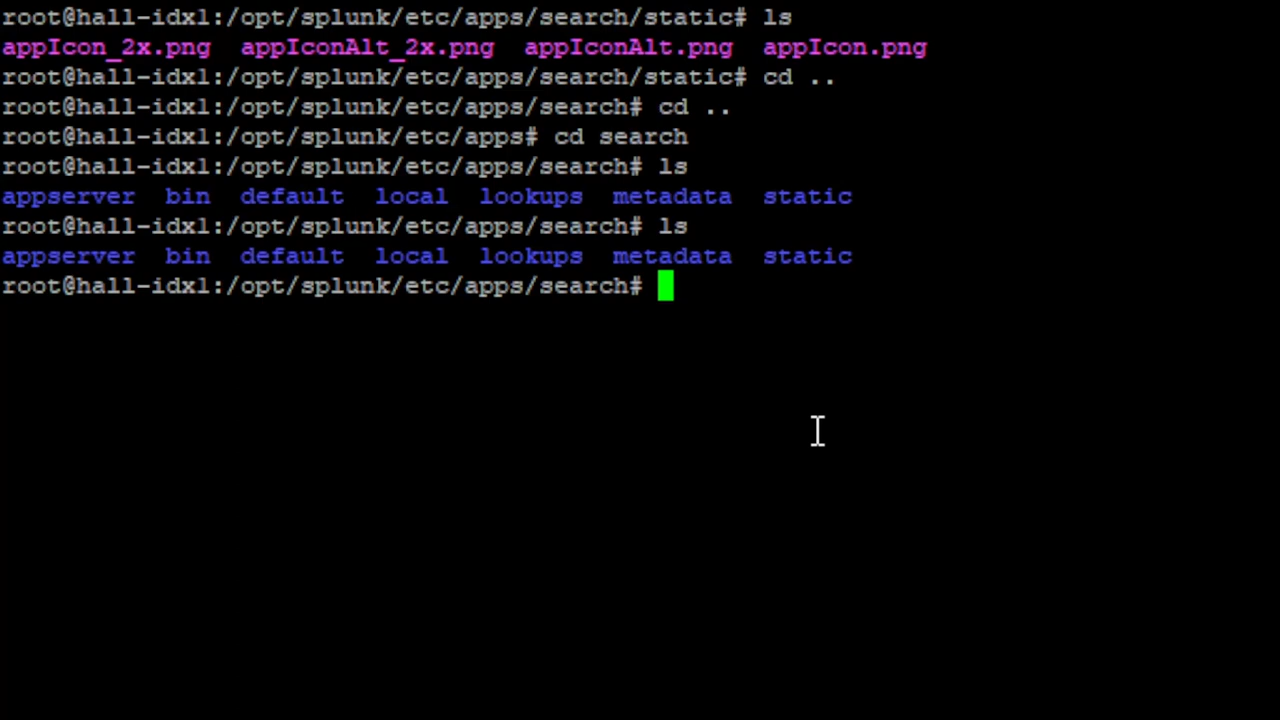 root@hall-idx1:/opt/splunk/etc/apps/search/static# ls
appIcon_2x.png  appIconAlt_2x.png  appIconAlt.png  appIcon.png
root@hall-idx1:/opt/splunk/etc/apps/search/static# cd ..
root@hall-idx1:/opt/splunk/etc/apps/search# cd ..
root@hall-idx1:/opt/splunk/etc/apps# cd search
root@hall-idx1:/opt/splunk/etc/apps/search# ls
appserver  bin  default  local  lookups  metadata  static
root@hall-idx1:/opt/splunk/etc/apps/search# ls
appserver  bin  default  local  lookups  metadata  static
root@hall-idx1:/opt/splunk/etc/apps/search#